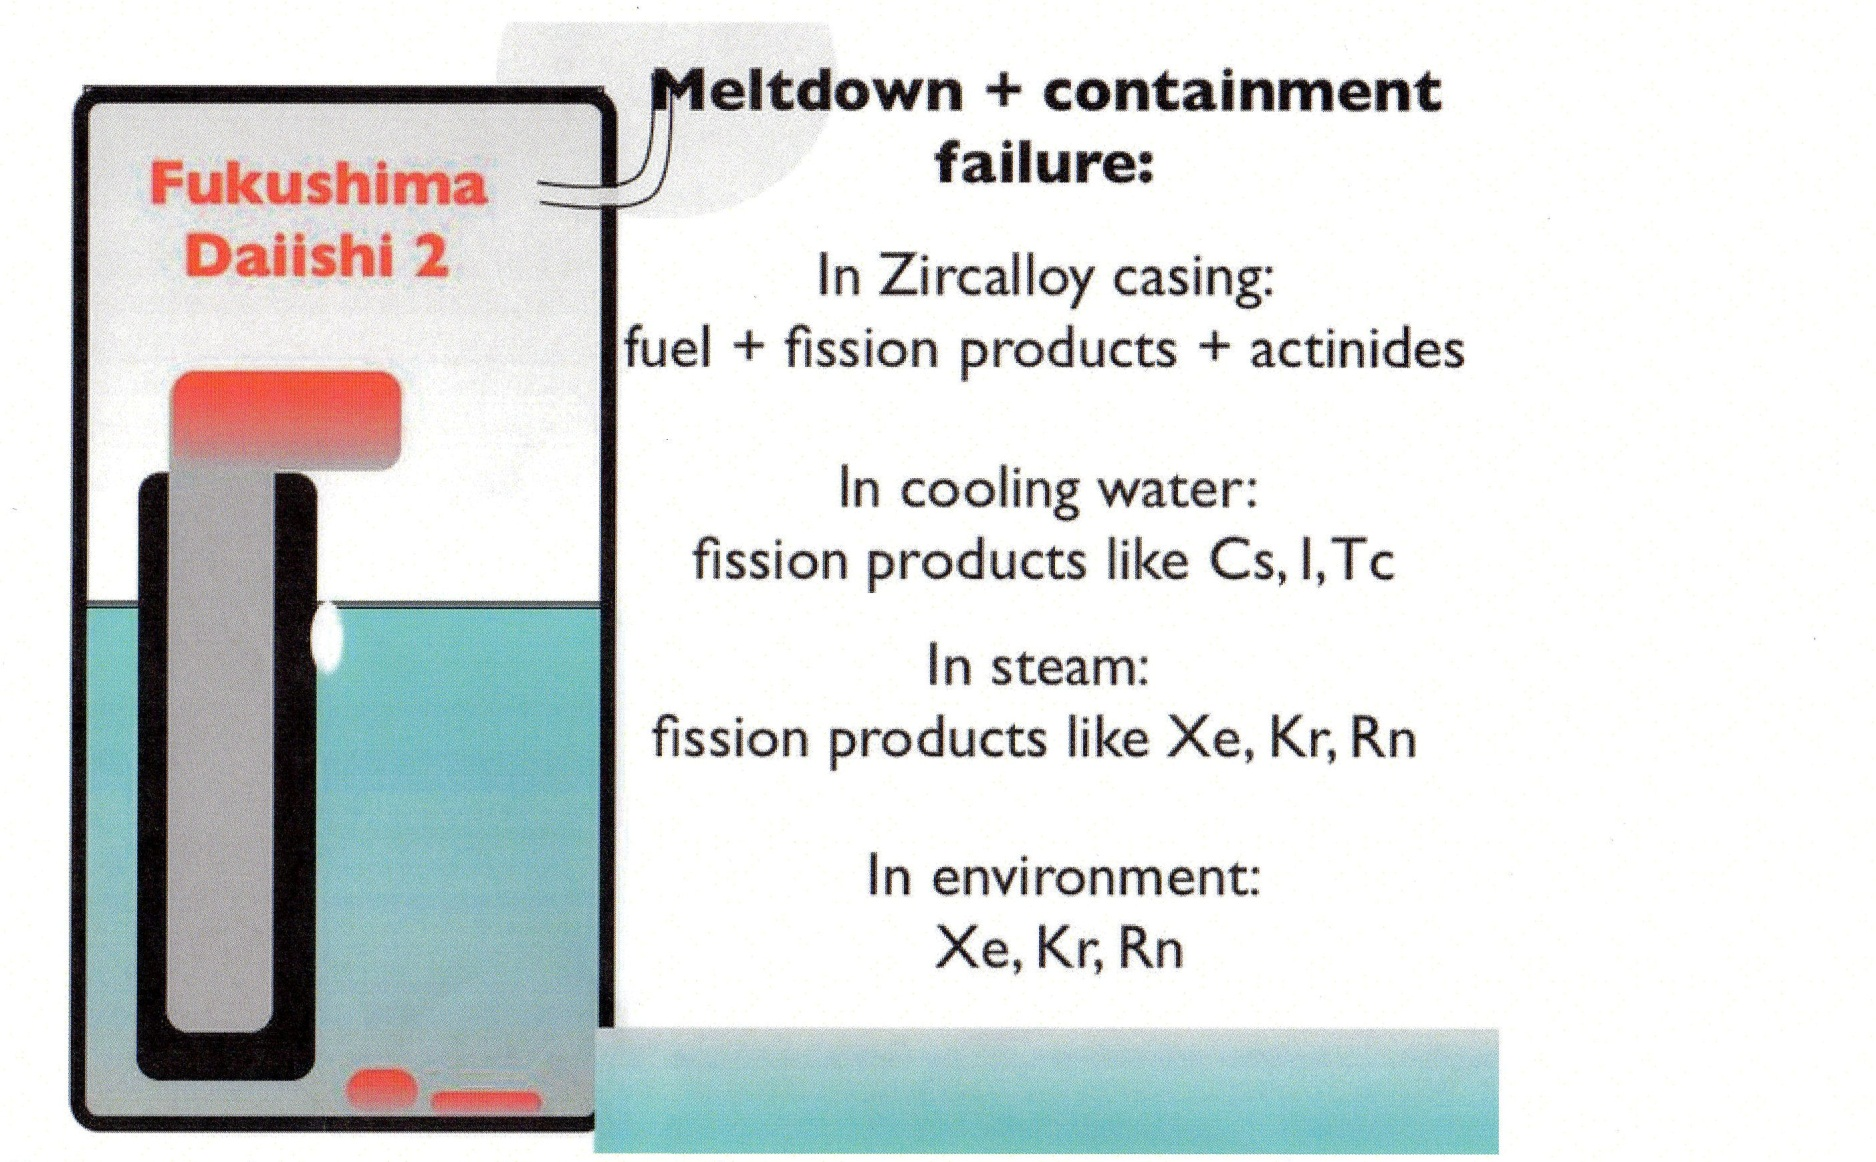 Fukushima
Daiishi 2
Meltdown + containment
failure:
In Zircalloy casing:
fuel + fission products + actinides
In cooling water:
fission products like Cs, I, Tc
In steam:
fission products like Xe, Kr, Rn
In environment:
Xe, Kr, Rn